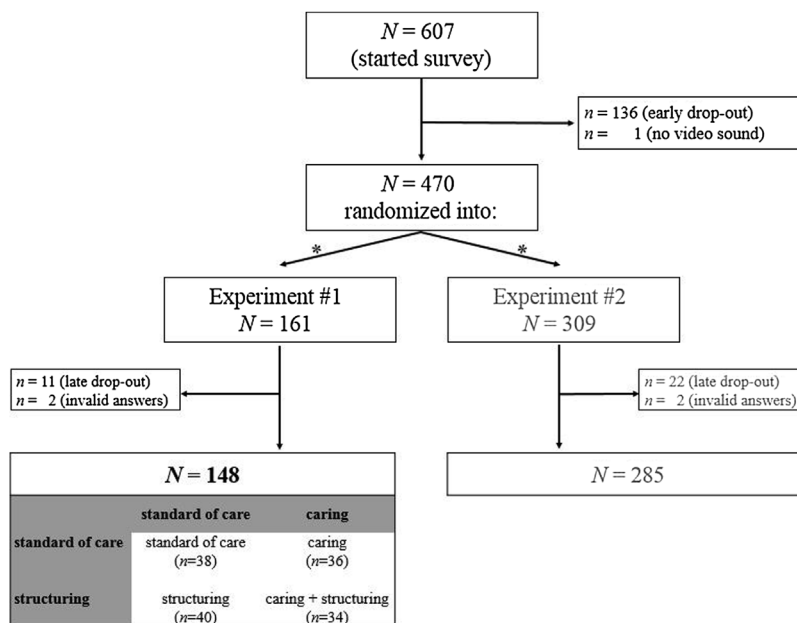 N = 607
(started survey)
n = 136 (early drop-out)
n = 1 (no video sound)
N = 470
randomized into:
* *
Experiment #1
N = 161
Experiment #2
N = 309
n = 11 (late drop-out)
n = 2 (invalid answers)
n = 22 (late drop-out)
n = 2 (invalid answers)
N = 148
N = 285
standard of care caring
standard of care standard of care caring
(n=38) (n=36)
structuring structuring caring + structuring
(n=40) (n=34)